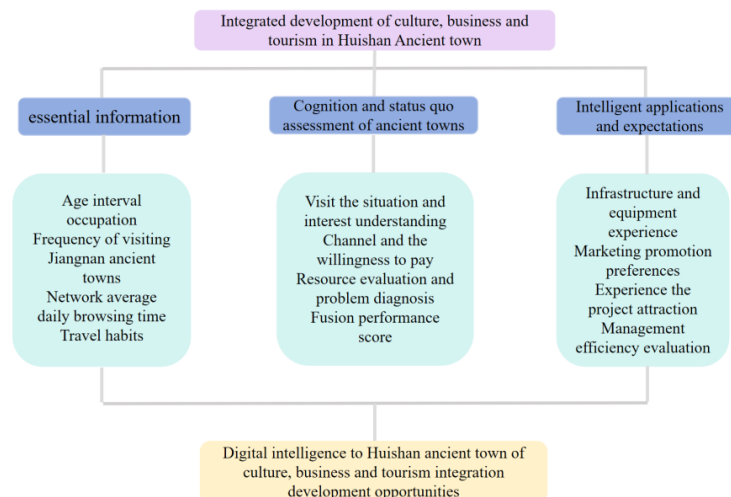 Integrated development of culture, business and
tourism in Huishan Ancient town
essential information
Cognition and status quo
assessment of ancient towns
Intelligent applications
and expectations
Age interval
occupation
Frequency of visiting
Jiangnan ancient
towns
Network average
daily browsing time
Travel habits
Visit the situation and
interest understanding
Channel and the
willingness to pay
Resource evaluation and
problem diagnosis
Fusion performance
score
Infrastructure and
equipment
experience
Marketing promotion
preferences
Experience the
project attraction
Management
efficiency evaluation
Digital intelligence to Huishan ancient town of
culture, business and tourism integration
development opportunities